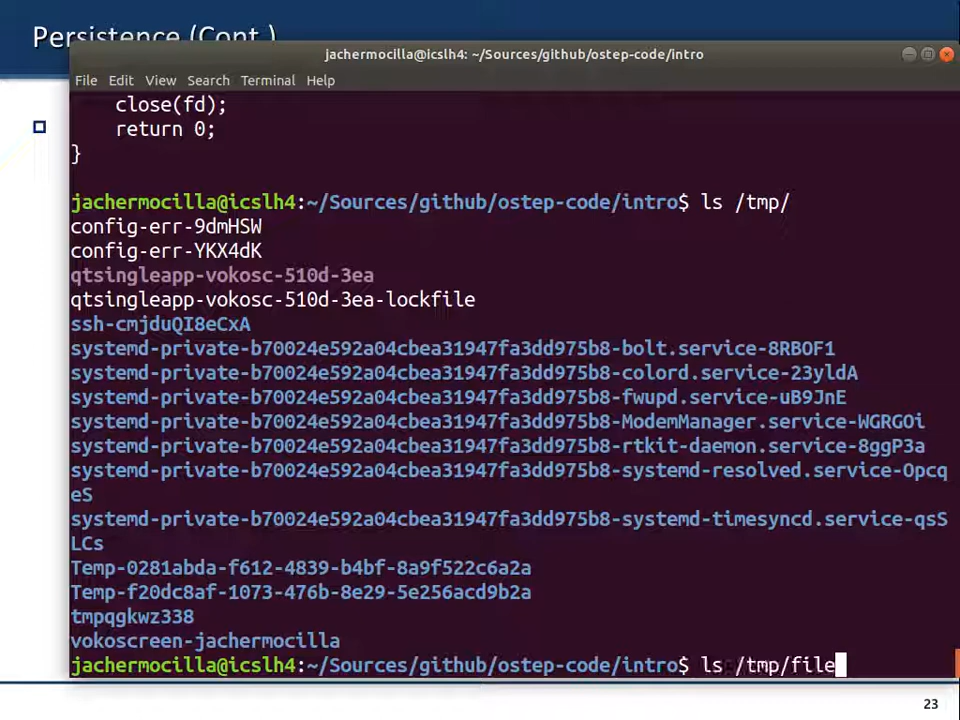 Persistence (Cont.)
jachermocilla@icslh4: ~/Sources/github/ostep-code/intro
File Edit View Search Terminal Help
close(fd);
return 0;
}
jachermocilla@icslh4:~/Sources/github/ostep-code/intro$ ls /tmp/
config-err-9dmHSW
config-err-YKX4dK
qtsingleapp-vokosc-510d-3ea
qtsingleapp-vokosc-510d-3ea-lockfile
ssh-cmjduQI8eCxA
systemd-private-b70024e592a04cbea31947fa3dd975b8-bolt.service-8RBOF1
systemd-private-b70024e592a04cbea31947fa3dd975b8-colord.service-23yldA
systemd-private-b70024e592a04cbea31947fa3dd975b8-fwupd.service-uB9JnE
systemd-private-b70024e592a04cbea31947fa3dd975b8-ModemManager.service-WGRGOi
systemd-private-b70024e592a04cbea31947fa3dd975b8-rtkit-daemon.service-8ggP3a
systemd-private-b70024e592a04cbea31947fa3dd975b8-systemd-resolved.service-Opcq
eS
systemd-private-b70024e592a04cbea31947fa3dd975b8-systemd-timesyncd.service-qsS
LCs
Temp-0281abda-f612-4839-b4bf-8a9f522c6a2a
Temp-f20dc8af-1073-476b-8e29-5e256acd9b2a
tmpqgkwz338
vokoscreen-jachermocilla
jachermocilla@icslh4:~/Sources/github/ostep-code/intro$ ls /tmp/file
23